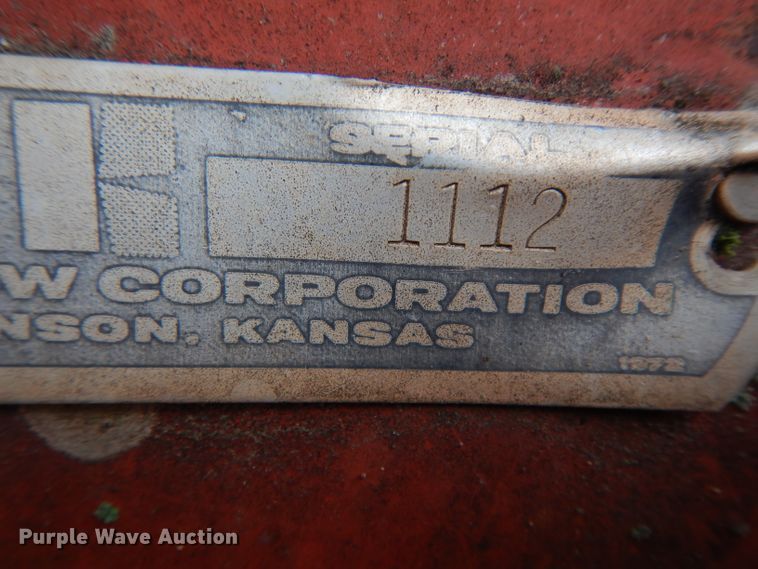 SERIAL
1112
W CORPORATION
NSON, KANSAS
1972
Purple Wave Auction